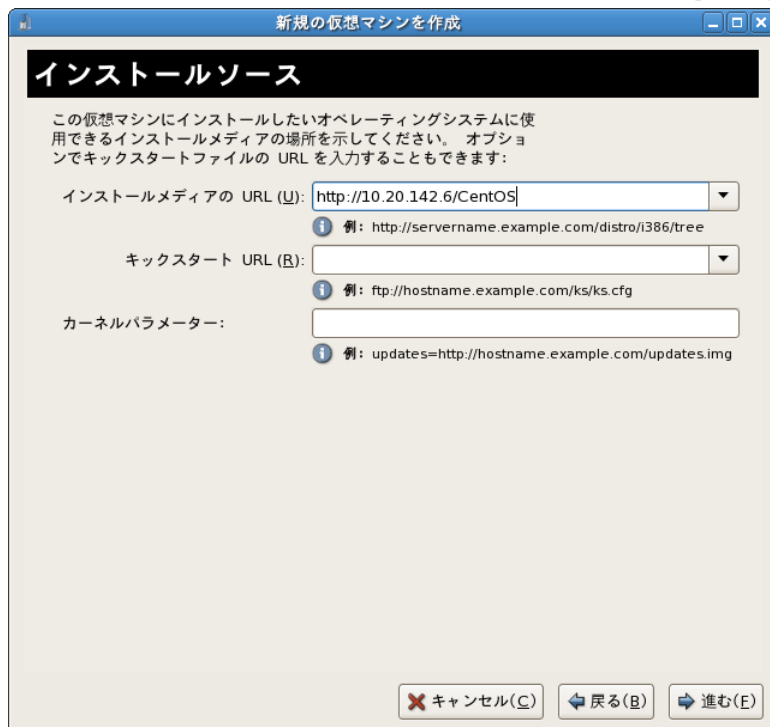 新規の仮想マシンを作成
インストールソース
この仮想マシンにインストールしたいオペレーティングシステムに使
用できるインストールメディアの場所を示してください。 オプショ
ンでキックスタートファイルの URL を入力することもできます:
インストールメディアの URL (U): http://10.20.142.6/CentOS
例: http://servername.example.com/distro/i386/tree
キックスタート URL (R):
例: ftp://hostname.example.com/ks/ks.cfg
カーネルパラメーター:
例: updates=http://hostname.example.com/updates.img
キャンセル(C) 戻る(B) 進む(F)